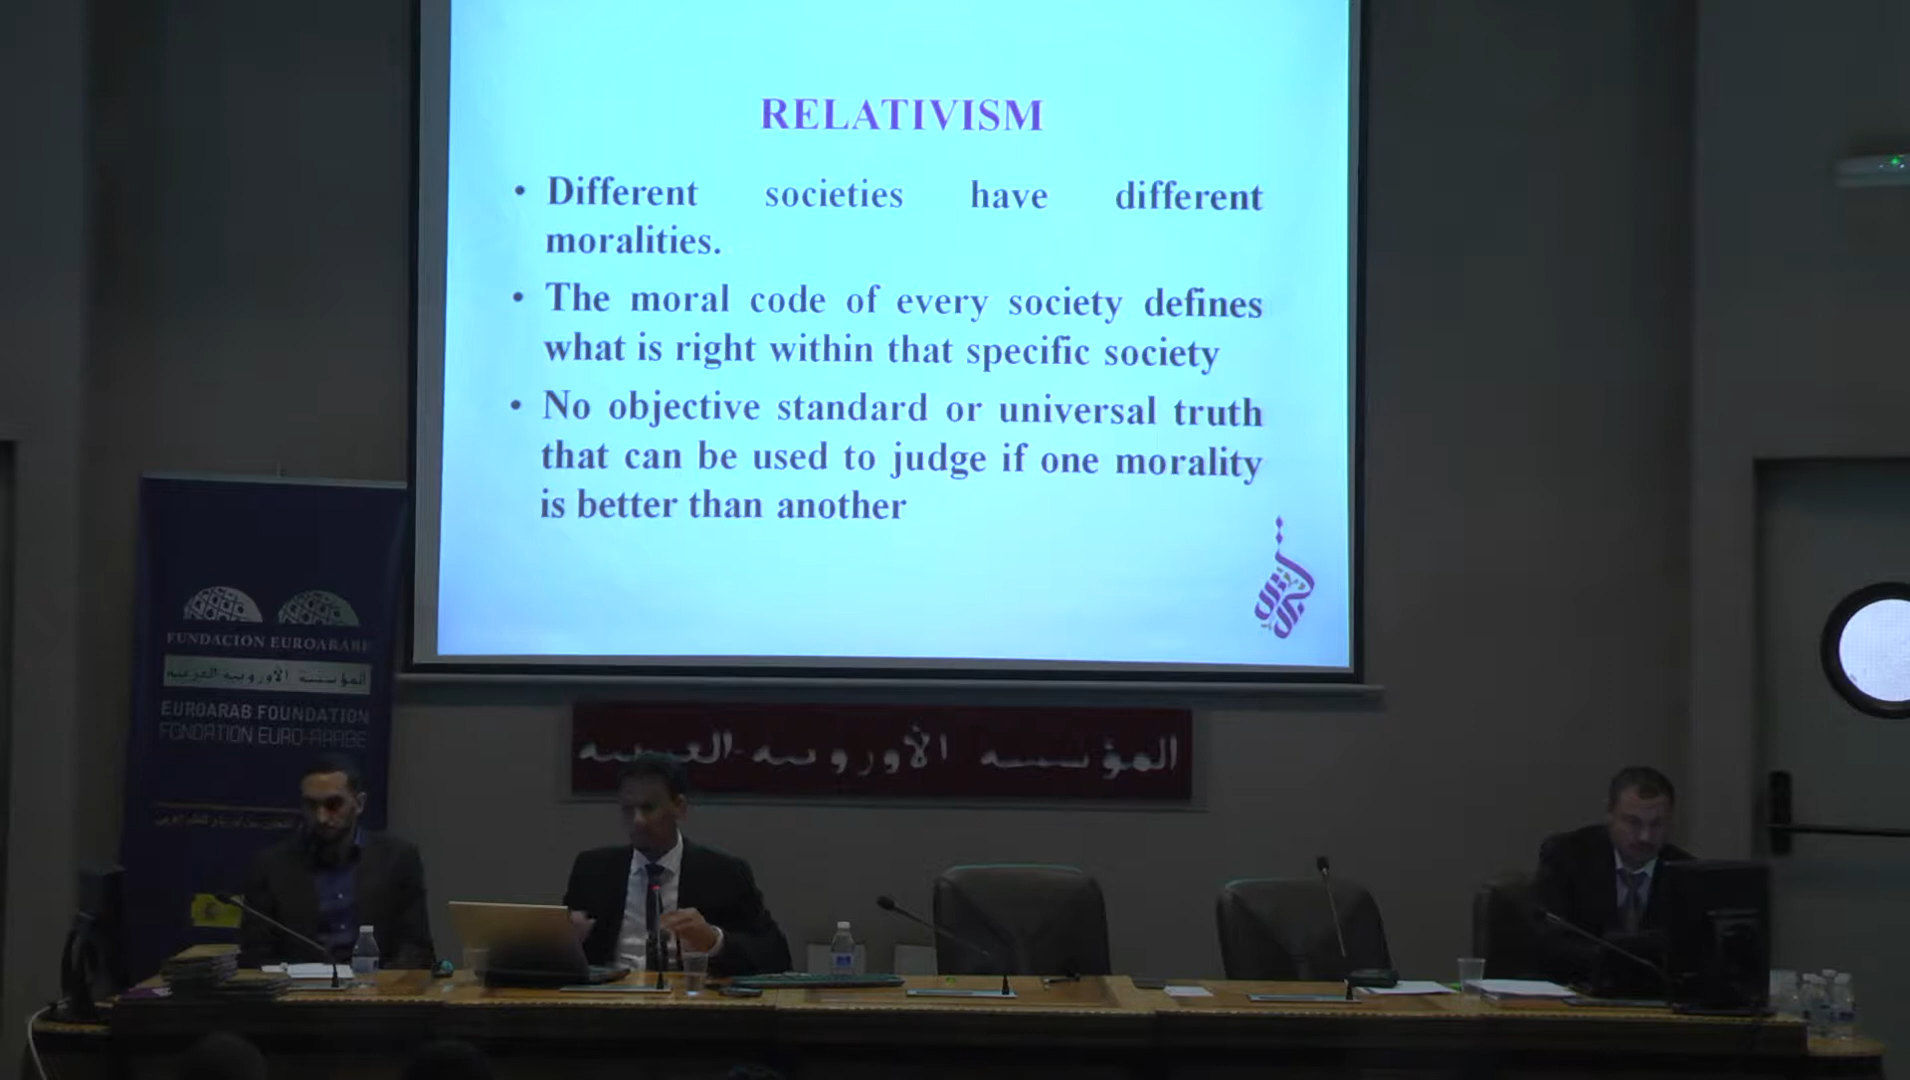 RELATIVISM
• Different societies have different
moralities.
• The moral code of every society defines
what is right within that specific society
• No objective standard or universal truth
that can be used to judge if one morality
is better than another
FUNDACION EUROARABE
المؤسسة الأوروبية-العربية
EUROARAB FOUNDATION
FONDATION EURO-ARABE
المؤسسة الأوروبية-العربية